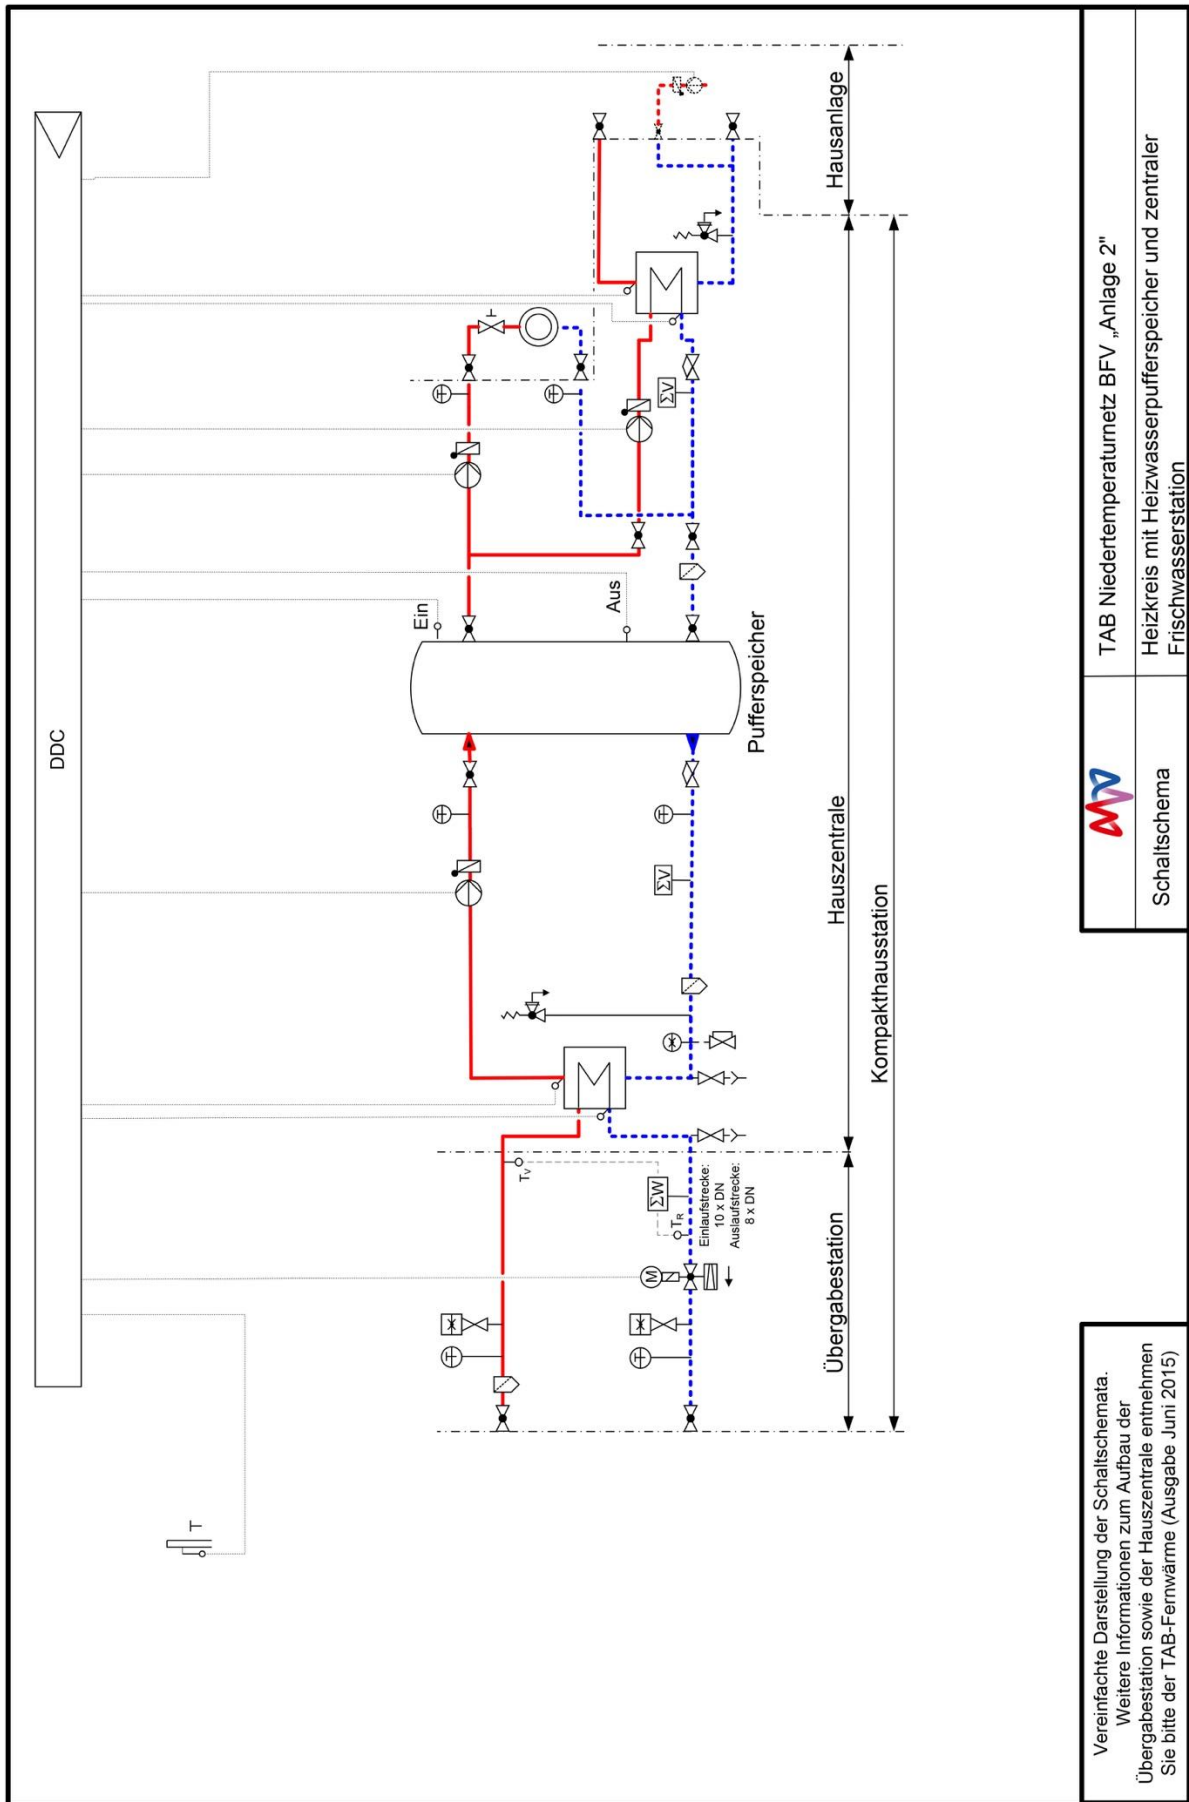 DDC
T
Ein
Aus
Pufferspeicher
T
T
T
T
T
T
T
ΣV
ΣV
ΣW
M
Tv
TR
Einlaufstrecke:
10 x DN
Auslaufstrecke:
8 x DN
Übergabestation
Hauszentrale
Hausanlage
Kompakthausstation
Vereinfachte Darstellung der Schaltschemata.
Weitere Informationen zum Aufbau der
Übergabestation sowie der Hauszentrale entnehmen
Sie bitte der TAB-Fernwärme (Ausgabe Juni 2015)
TAB Niedertemperaturnetz BFV „Anlage 2"
Schaltschema
Heizkreis mit Heizwasserpufferspeicher und zentraler
Frischwasserstation